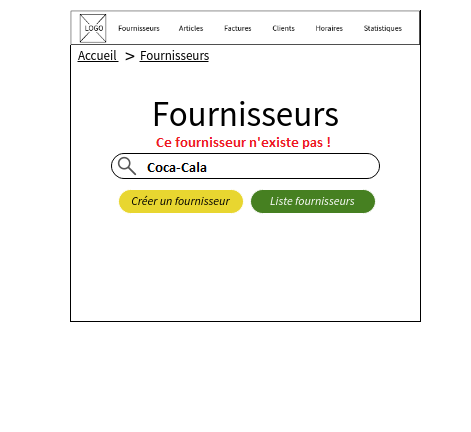 LOGO Fournisseurs Articles Factures Clients Horaires Statistiques
Accueil > Fournisseurs
Fournisseurs
Ce fournisseur n'existe pas !
Coca-Cala
Créer un fournisseur Liste fournisseurs